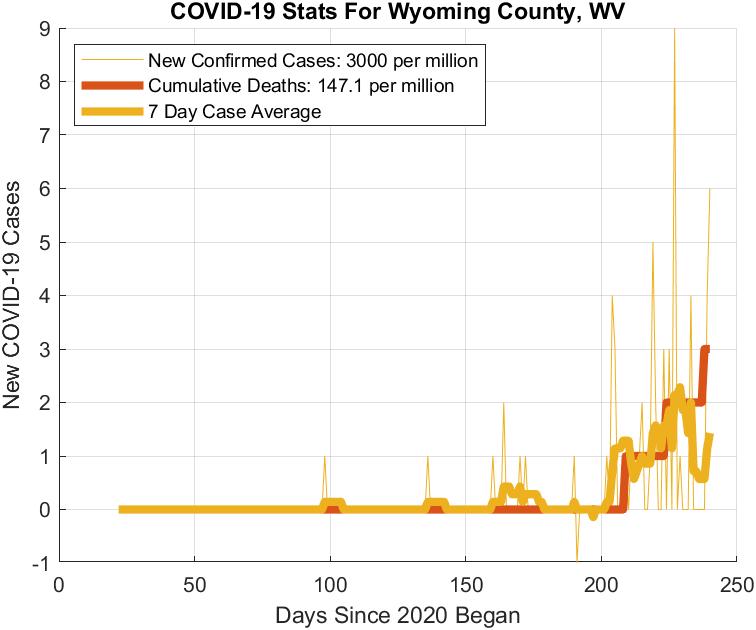 COVID-19 Stats For Wyoming County, WV
New Confirmed Cases: 3000 per million
Cumulative Deaths: 147.1 per million
7 Day Case Average
New COVID-19 Cases
9
8
7
6
5
4
3
2
1
0
-1
0 50 100 150 200 250
Days Since 2020 Began